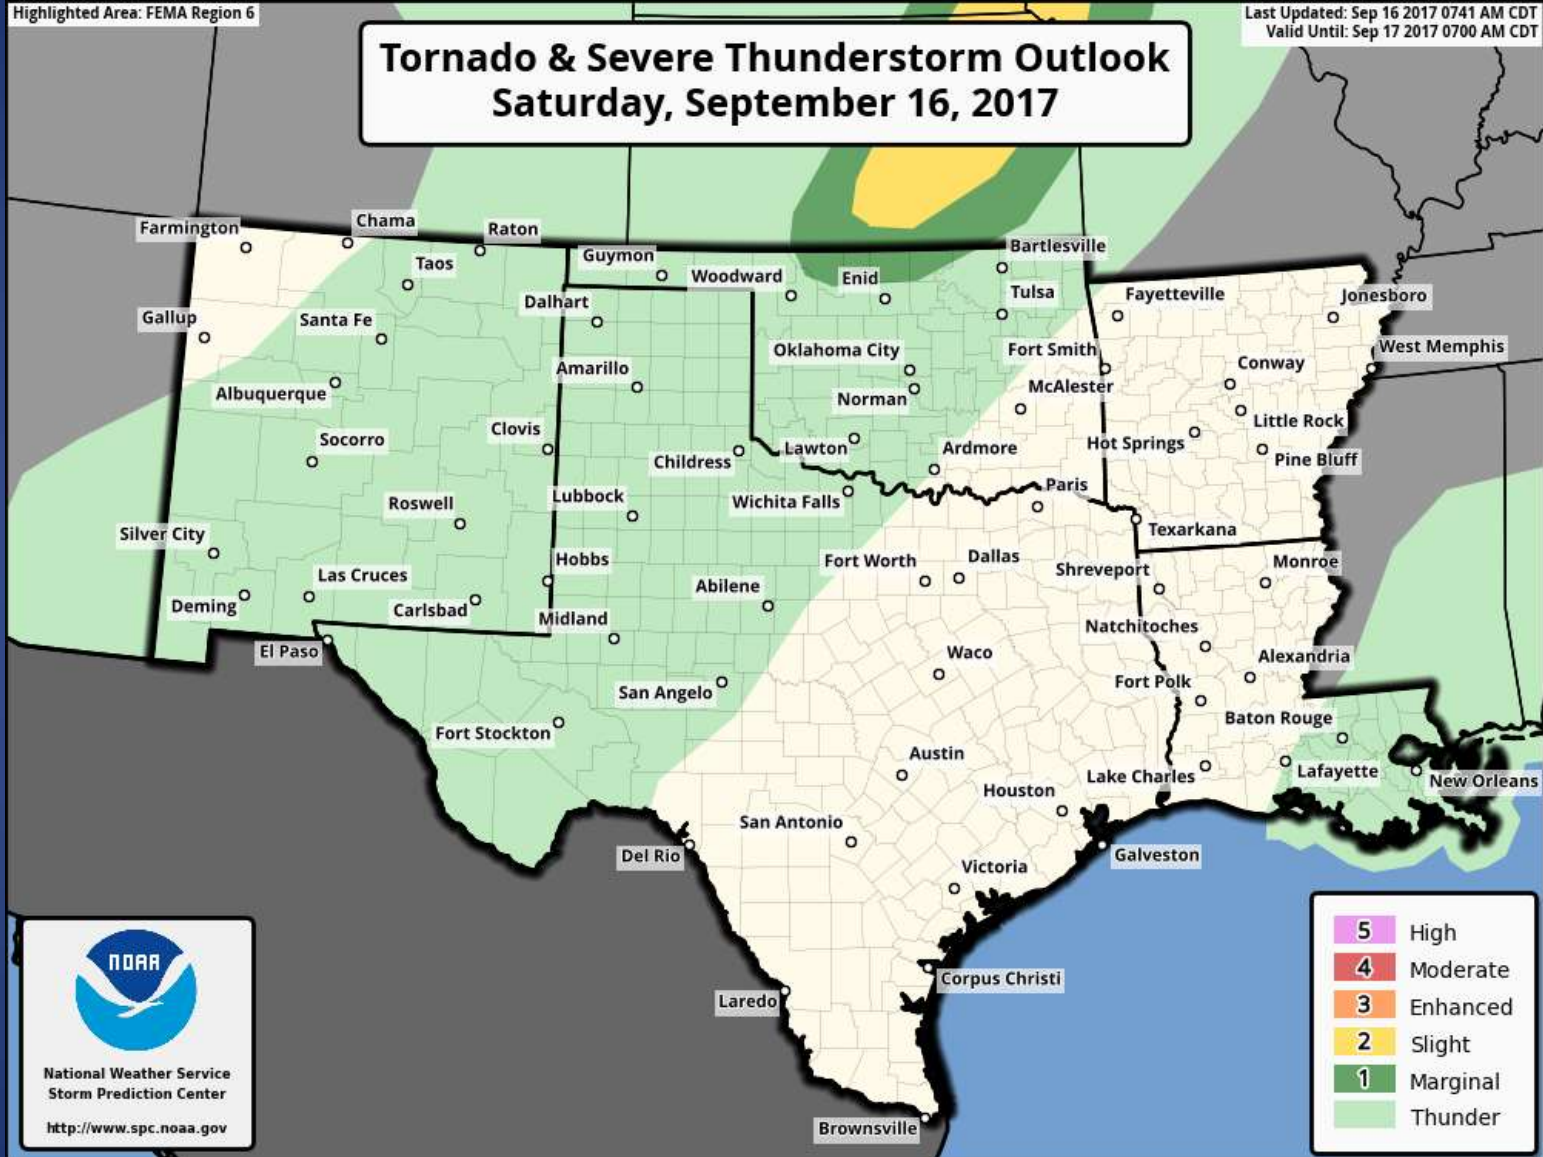 Highlighted Area: FEMA Region 6
Last Updated: Sep 16 2017 0741 AM CDT
Valid Until: Sep 17 2017 0700 AM CDT
Tornado & Severe Thunderstorm Outlook
Saturday, September 16, 2017
Farmington
Chama
Raton
Taos
Guymon
Woodward
Enid
Bartlesville
Dalhart
Tulsa
Fayetteville
Jonesboro
Gallup
Santa Fe
Oklahoma City
Fort Smith
West Memphis
Amarillo
McAlester
Conway
Albuquerque
Norman
Clovis
Socorro
Lawton
Ardmore
Hot Springs
Little Rock
Childress
Pine Bluff
Roswell
Lubbock
Wichita Falls
Paris
Texarkana
Silver City
Hobbs
Fort Worth
Dallas
Shreveport
Monroe
Las Cruces
Abilene
Deming
Carlsbad
Midland
Natchitoches
El Paso
Waco
Alexandria
San Angelo
Fort Polk
Fort Stockton
Baton Rouge
Austin
Lake Charles
Lafayette
New Orleans
Houston
San Antonio
Del Rio
Galveston
Victoria
Corpus Christi
Laredo
Brownsville
NOAA
National Weather Service
Storm Prediction Center
http://www.spc.noaa.gov
5 High
4 Moderate
3 Enhanced
2 Slight
1 Marginal
Thunder